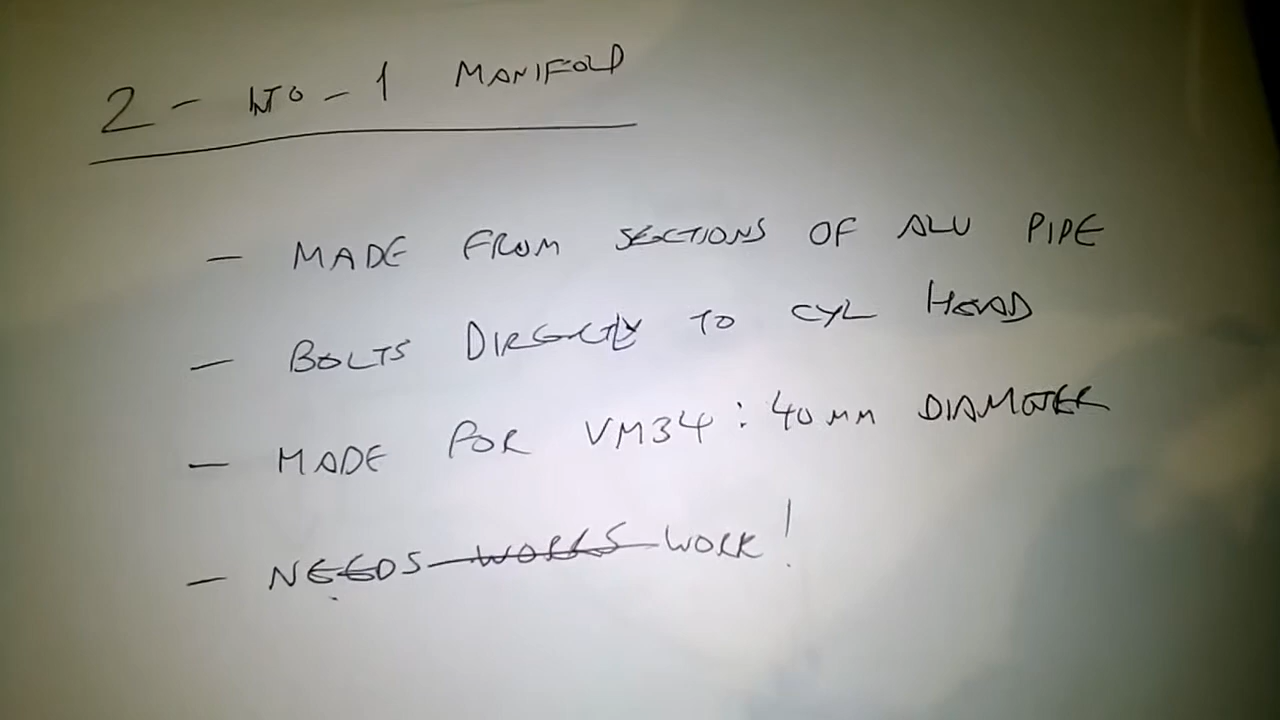 2 - INTO - 1 MANIFOLD
- MADE FROM SECTIONS OF ALU PIPE
- BOLTS DIRECTLY TO CYL HEAD
- MADE FOR VM34 : 40MM DIAMETER
- NEEDS WORKS WORK!